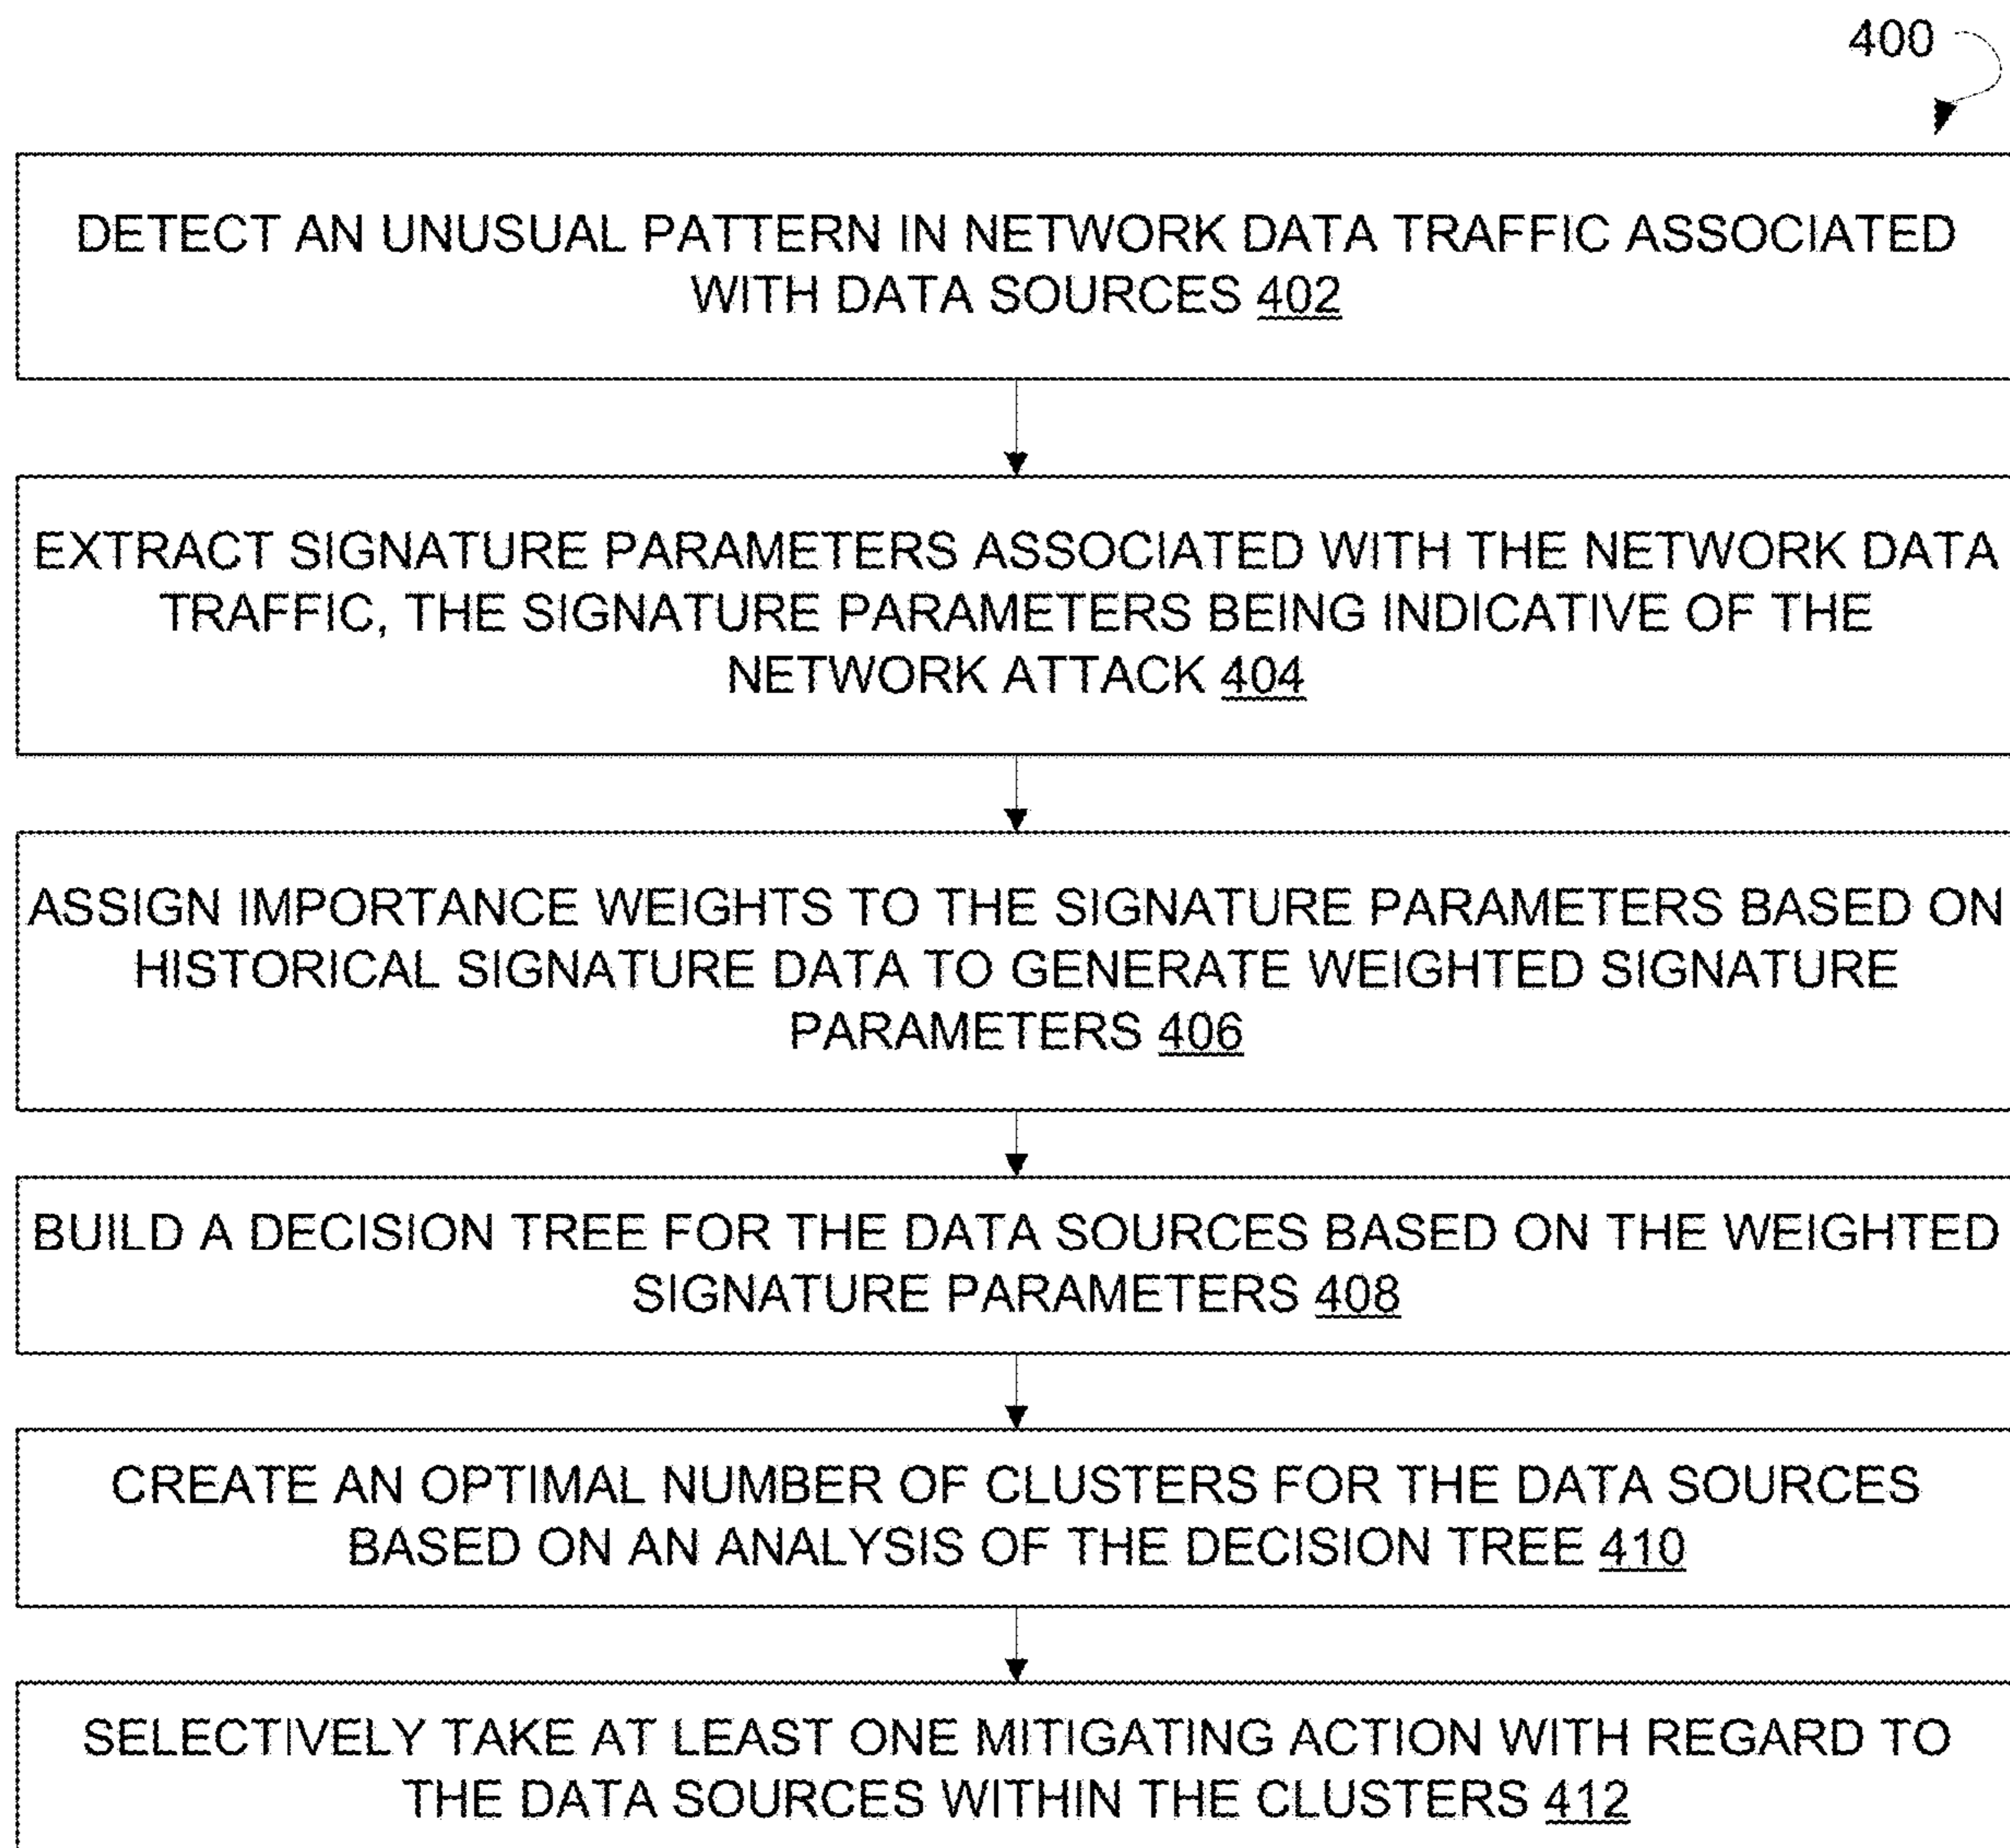 400
DETECT AN UNUSUAL PATTERN IN NETWORK DATA TRAFFIC ASSOCIATED
WITH DATA SOURCES 402
EXTRACT SIGNATURE PARAMETERS ASSOCIATED WITH THE NETWORK DATA
TRAFFIC, THE SIGNATURE PARAMETERS BEING INDICATIVE OF THE
NETWORK ATTACK 404
ASSIGN IMPORTANCE WEIGHTS TO THE SIGNATURE PARAMETERS BASED ON
HISTORICAL SIGNATURE DATA TO GENERATE WEIGHTED SIGNATURE
PARAMETERS 406
BUILD A DECISION TREE FOR THE DATA SOURCES BASED ON THE WEIGHTED
SIGNATURE PARAMETERS 408
CREATE AN OPTIMAL NUMBER OF CLUSTERS FOR THE DATA SOURCES
BASED ON AN ANALYSIS OF THE DECISION TREE 410
SELECTIVELY TAKE AT LEAST ONE MITIGATING ACTION WITH REGARD TO
THE DATA SOURCES WITHIN THE CLUSTERS 412